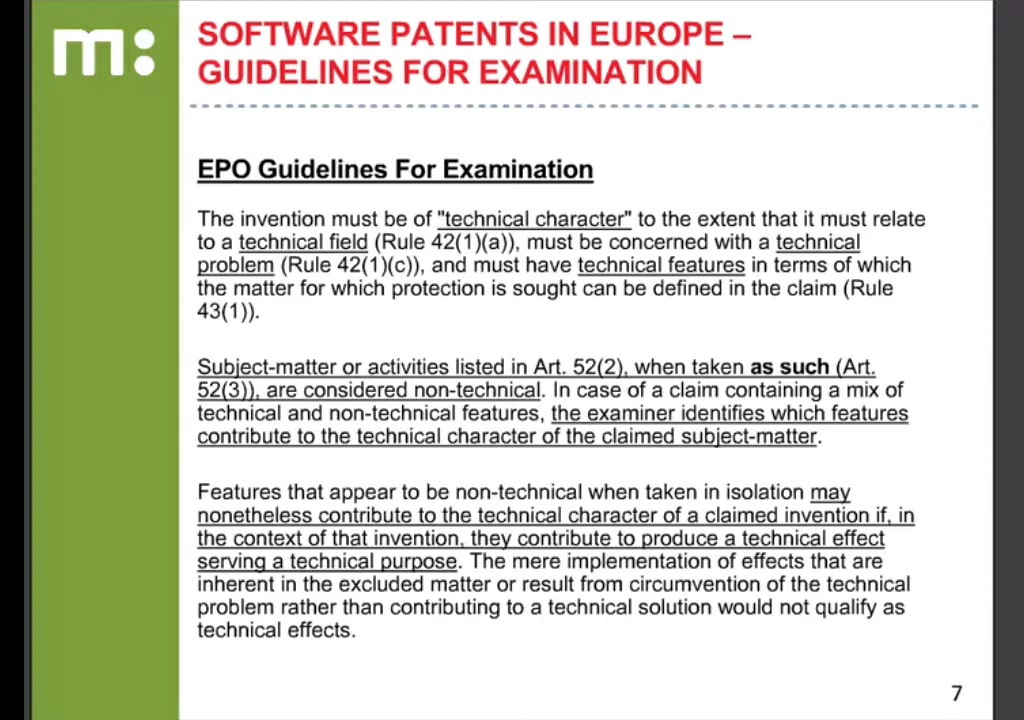 m:
SOFTWARE PATENTS IN EUROPE –
GUIDELINES FOR EXAMINATION
EPO Guidelines For Examination
The invention must be of "technical character" to the extent that it must relate
to a technical field (Rule 42(1)(a)), must be concerned with a technical
problem (Rule 42(1)(c)), and must have technical features in terms of which
the matter for which protection is sought can be defined in the claim (Rule
43(1)).
Subject-matter or activities listed in Art. 52(2), when taken as such (Art.
52(3)), are considered non-technical. In case of a claim containing a mix of
technical and non-technical features, the examiner identifies which features
contribute to the technical character of the claimed subject-matter.
Features that appear to be non-technical when taken in isolation may
nonetheless contribute to the technical character of a claimed invention if, in
the context of that invention, they contribute to produce a technical effect
serving a technical purpose. The mere implementation of effects that are
inherent in the excluded matter or result from circumvention of the technical
problem rather than contributing to a technical solution would not qualify as
technical effects.
7